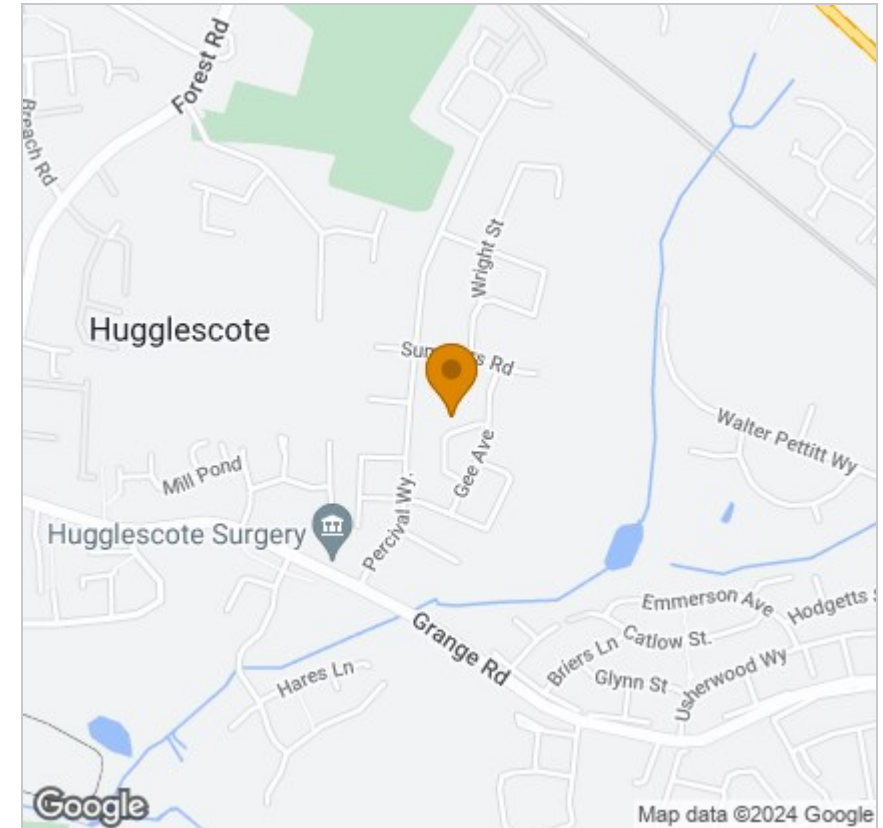 Forest Rd
Breach Rd
Wright St
Hugglescote
Rd
Walter Pettitt Wy
Mill Pond
Gee Ave
Hugglescote Surgery
Percival Wy.
Emmerson Ave
Hodgetts
Grange Rd
Briers Ln
Catlow St.
Hares Ln
Glynn St
Usherwood Wy
Google
Map data ©2024 Google